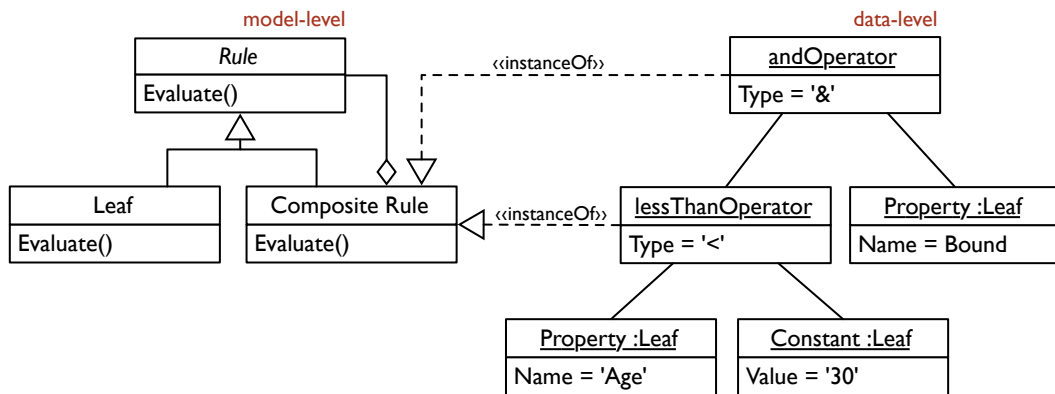 model-level
data-level
Rule
Evaluate()
‹‹instanceOf››
andOperator
Type = '&'
Leaf
Evaluate()
Composite Rule
Evaluate()
‹‹instanceOf››
lessThanOperator
Type = '<'
Property :Leaf
Name = Bound
Property :Leaf
Name = 'Age'
Constant :Leaf
Value = '30'